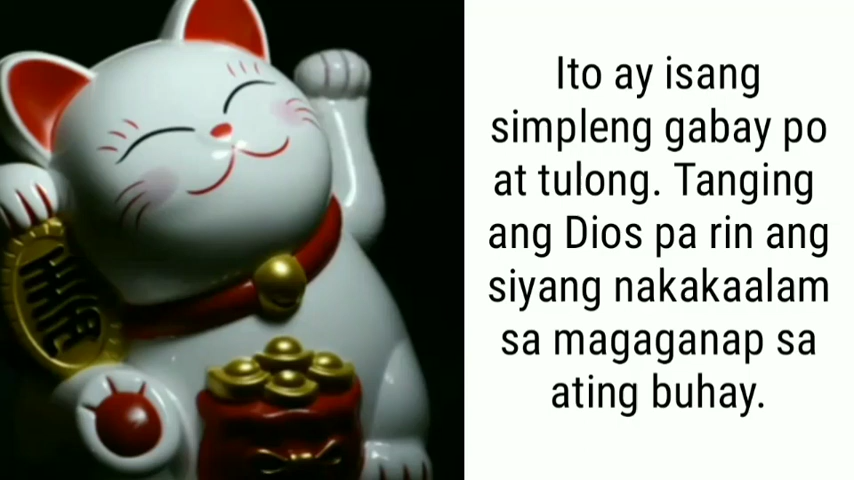 Ito ay isang
simpleng gabay po
at tulong. Tanging
ang Dios pa rin ang
siyang nakakaalam
sa magaganap sa
ating buhay.